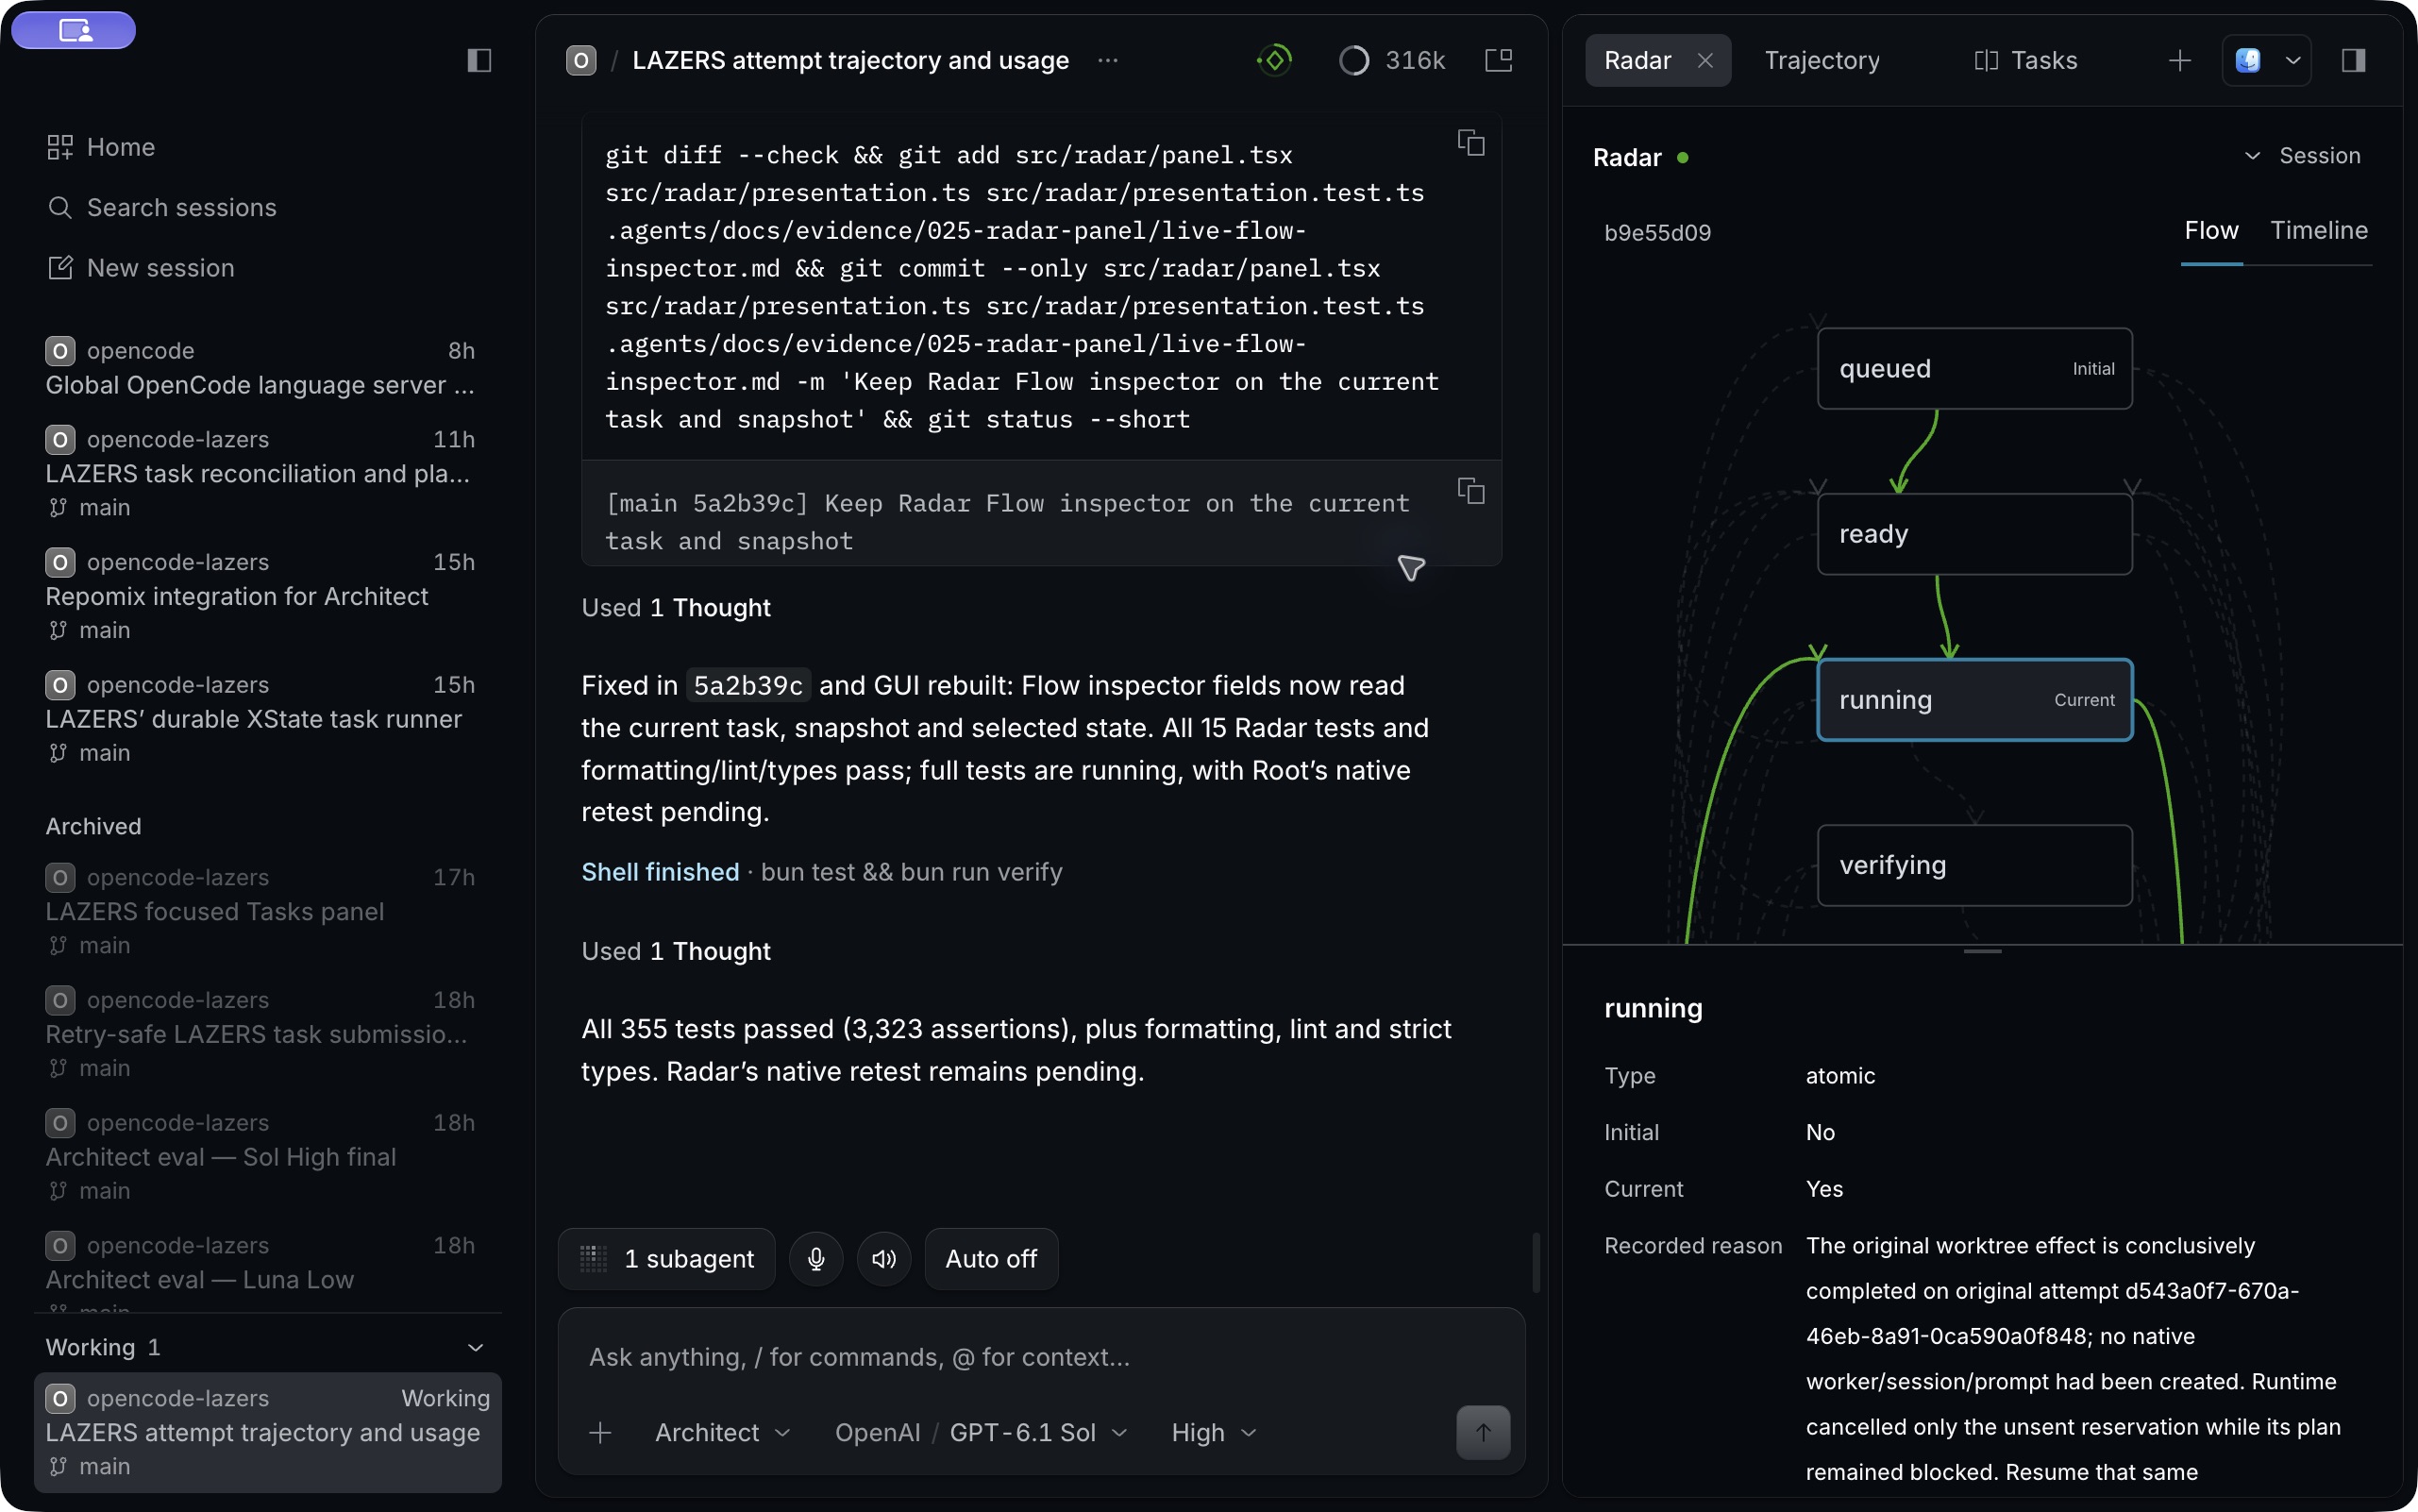 Home
Search sessions
New session
O opencode 8h
Global OpenCode language server ...
O opencode-lazers 11h
LAZERS task reconciliation and pla...
main
O opencode-lazers 15h
Repomix integration for Architect
main
O opencode-lazers 15h
LAZERS’ durable XState task runner
main
Archived
O opencode-lazers 17h
LAZERS focused Tasks panel
main
O opencode-lazers 18h
Retry-safe LAZERS task submissio...
main
O opencode-lazers 18h
Architect eval — Sol High final
main
O opencode-lazers 18h
Architect eval — Luna Low
main
Working 1
O opencode-lazers Working
LAZERS attempt trajectory and usage
main
O / LAZERS attempt trajectory and usage ... 316k
git diff --check && git add src/radar/panel.tsx
src/radar/presentation.ts src/radar/presentation.test.ts
.agents/docs/evidence/025-radar-panel/live-flow-
inspector.md && git commit --only src/radar/panel.tsx
src/radar/presentation.ts src/radar/presentation.test.ts
.agents/docs/evidence/025-radar-panel/live-flow-
inspector.md -m 'Keep Radar Flow inspector on the current
task and snapshot' && git status --short
[main 5a2b39c] Keep Radar Flow inspector on the current
task and snapshot
Used 1 Thought
Fixed in 5a2b39c and GUI rebuilt: Flow inspector fields now read
the current task, snapshot and selected state. All 15 Radar tests and
formatting/lint/types pass; full tests are running, with Root’s native
retest pending.
Shell finished · bun test && bun run verify
Used 1 Thought
All 355 tests passed (3,323 assertions), plus formatting, lint and strict
types. Radar’s native retest remains pending.
1 subagent
Auto off
Ask anything, / for commands, @ for context...
Architect OpenAI / GPT-6.1 Sol High
Radar Trajectory Tasks
Radar Session
b9e55d09 Flow Timeline
queued Initial
ready
running Current
verifying
running
Type atomic
Initial No
Current Yes
Recorded reason The original worktree effect is conclusively
completed on original attempt d543a0f7-670a-
46eb-8a91-0ca590a0f848; no native
worker/session/prompt had been created. Runtime
cancelled only the unsent reservation while its plan
remained blocked. Resume that same